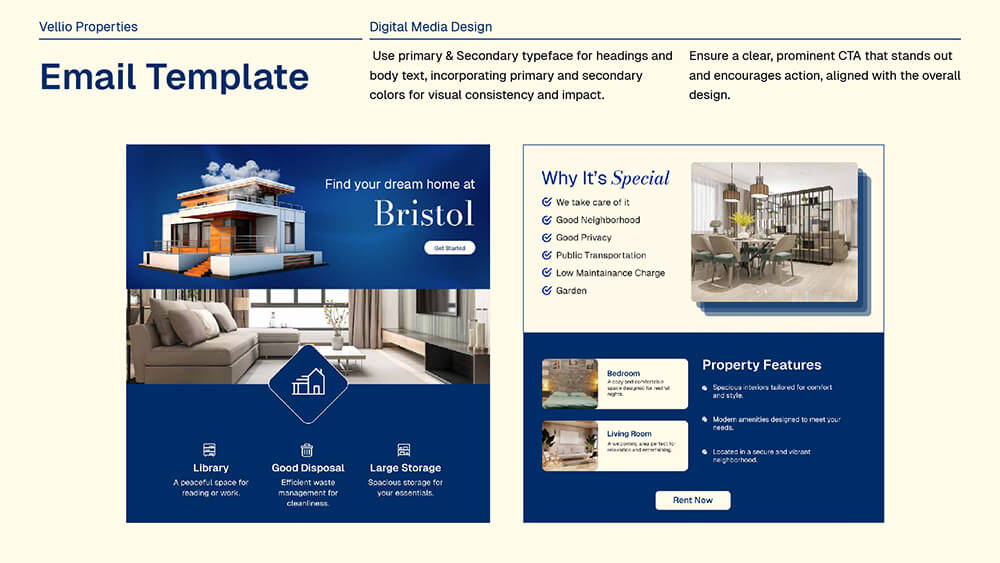 Vellio Properties
Digital Media Design
Email Template
Use primary & Secondary typeface for headings and
body text, incorporating primary and secondary
colors for visual consistency and impact.
Ensure a clear, prominent CTA that stands out
and encourages action, aligned with the overall
design.
Find your dream home at
Bristol
Get Started
Library
A peaceful space for
reading or work.
Good Disposal
Efficient waste
management for
cleanliness.
Large Storage
Spacious storage for
your essentials.
Why It's Special
We take care of it
Good Neighborhood
Good Privacy
Public Transportation
Low Maintainance Charge
Garden
Bedroom
A cozy and comfortable
space designed for restful
nights.
Living Room
A welcoming area perfect for
relaxation and entertaining.
Property Features
Spacious interiors tailored for comfort
and style.
Modern amenities designed to meet your
needs.
Located in a secure and vibrant
neighborhood.
Rent Now